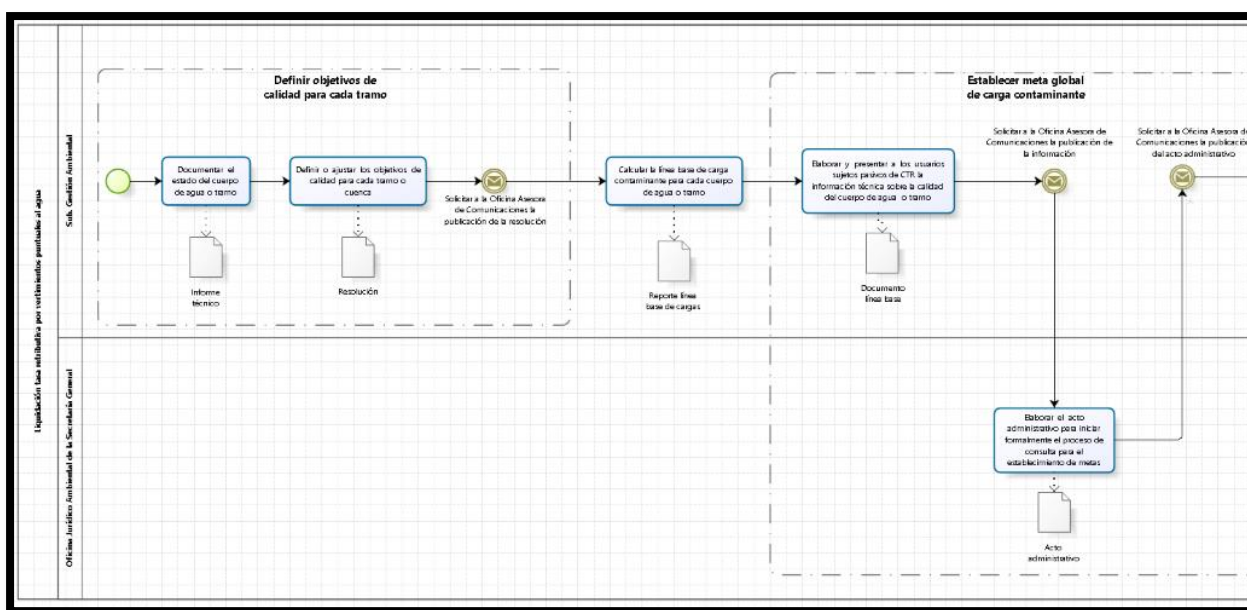 Liquidación tasa retributiva por vertimientos puntuales al agua
Sub. Gestión Ambiental
Definir objetivos de
calidad para cada tramo
Documentar el
estado del cuerpo
de agua o tramo
Informe
técnico
Definir o ajustar los objetivos de
calidad para cada tramo o
cuenca
Resolución
Solicitar a la Oficina Asesora
de Comunicaciones la
publicación de la resolución
Calcular la línea base de carga
contaminante para cada cuerpo
de agua o tramo
Reporte línea
base de cargas
Establecer meta global
de carga contaminante
Elaborar y presentar a los usuarios
sujetos pasivos de CTR la
información técnica sobre la calidad
del cuerpo de agua o tramo
Documento
línea base
Solicitar a la Oficina Asesora de
Comunicaciones la publicación de
la información
Solicitar a la Oficina Asesora de
Comunicaciones la publicación
del acto administrativo
Oficina Jurídico Ambiental de la Secretaría General
Elaborar el acto
administrativo para iniciar
formalmente el proceso de
consulta para el
establecimiento de metas
Acto
administrativo